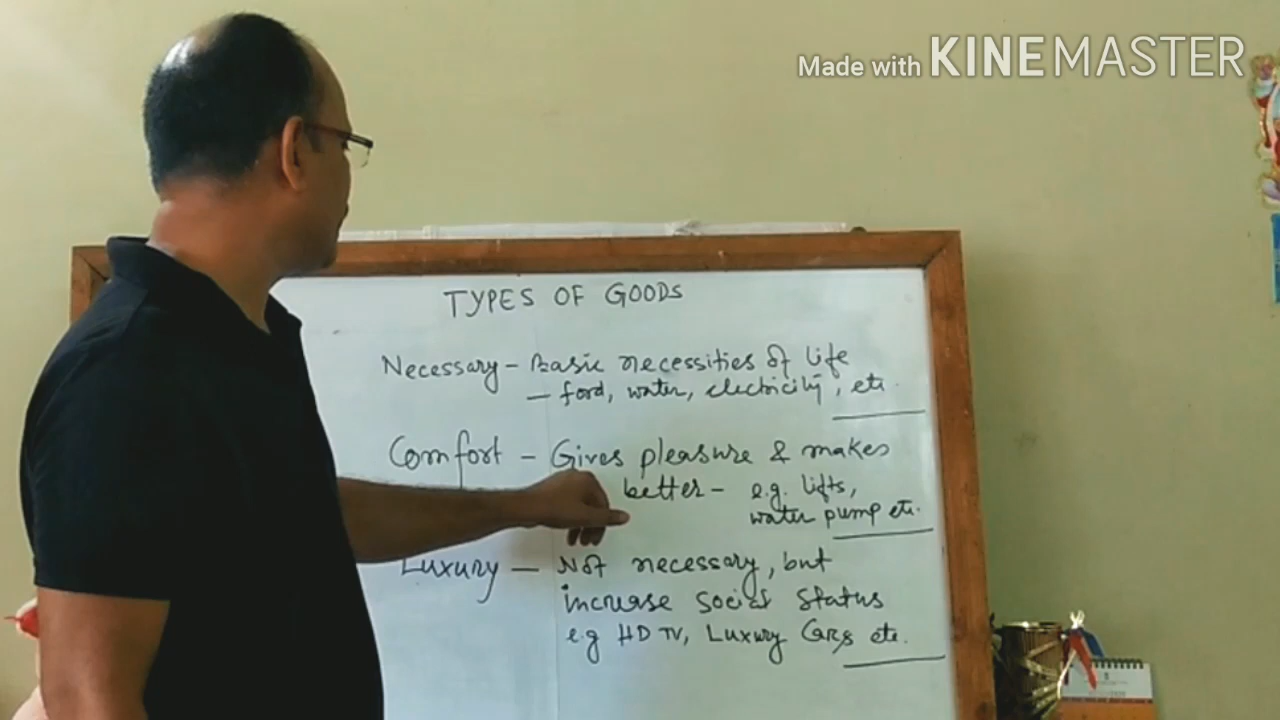 Made with KINEMASTER
TYPES OF GOODS
Necessary – Basic necessities of life
– food, water, electricity, etc.
Comfort – Gives pleasure & makes
better – e.g. lifts,
water pump etc.
Luxury – Not necessary, but
increase social status
e.g HD TV, Luxury Cars etc.